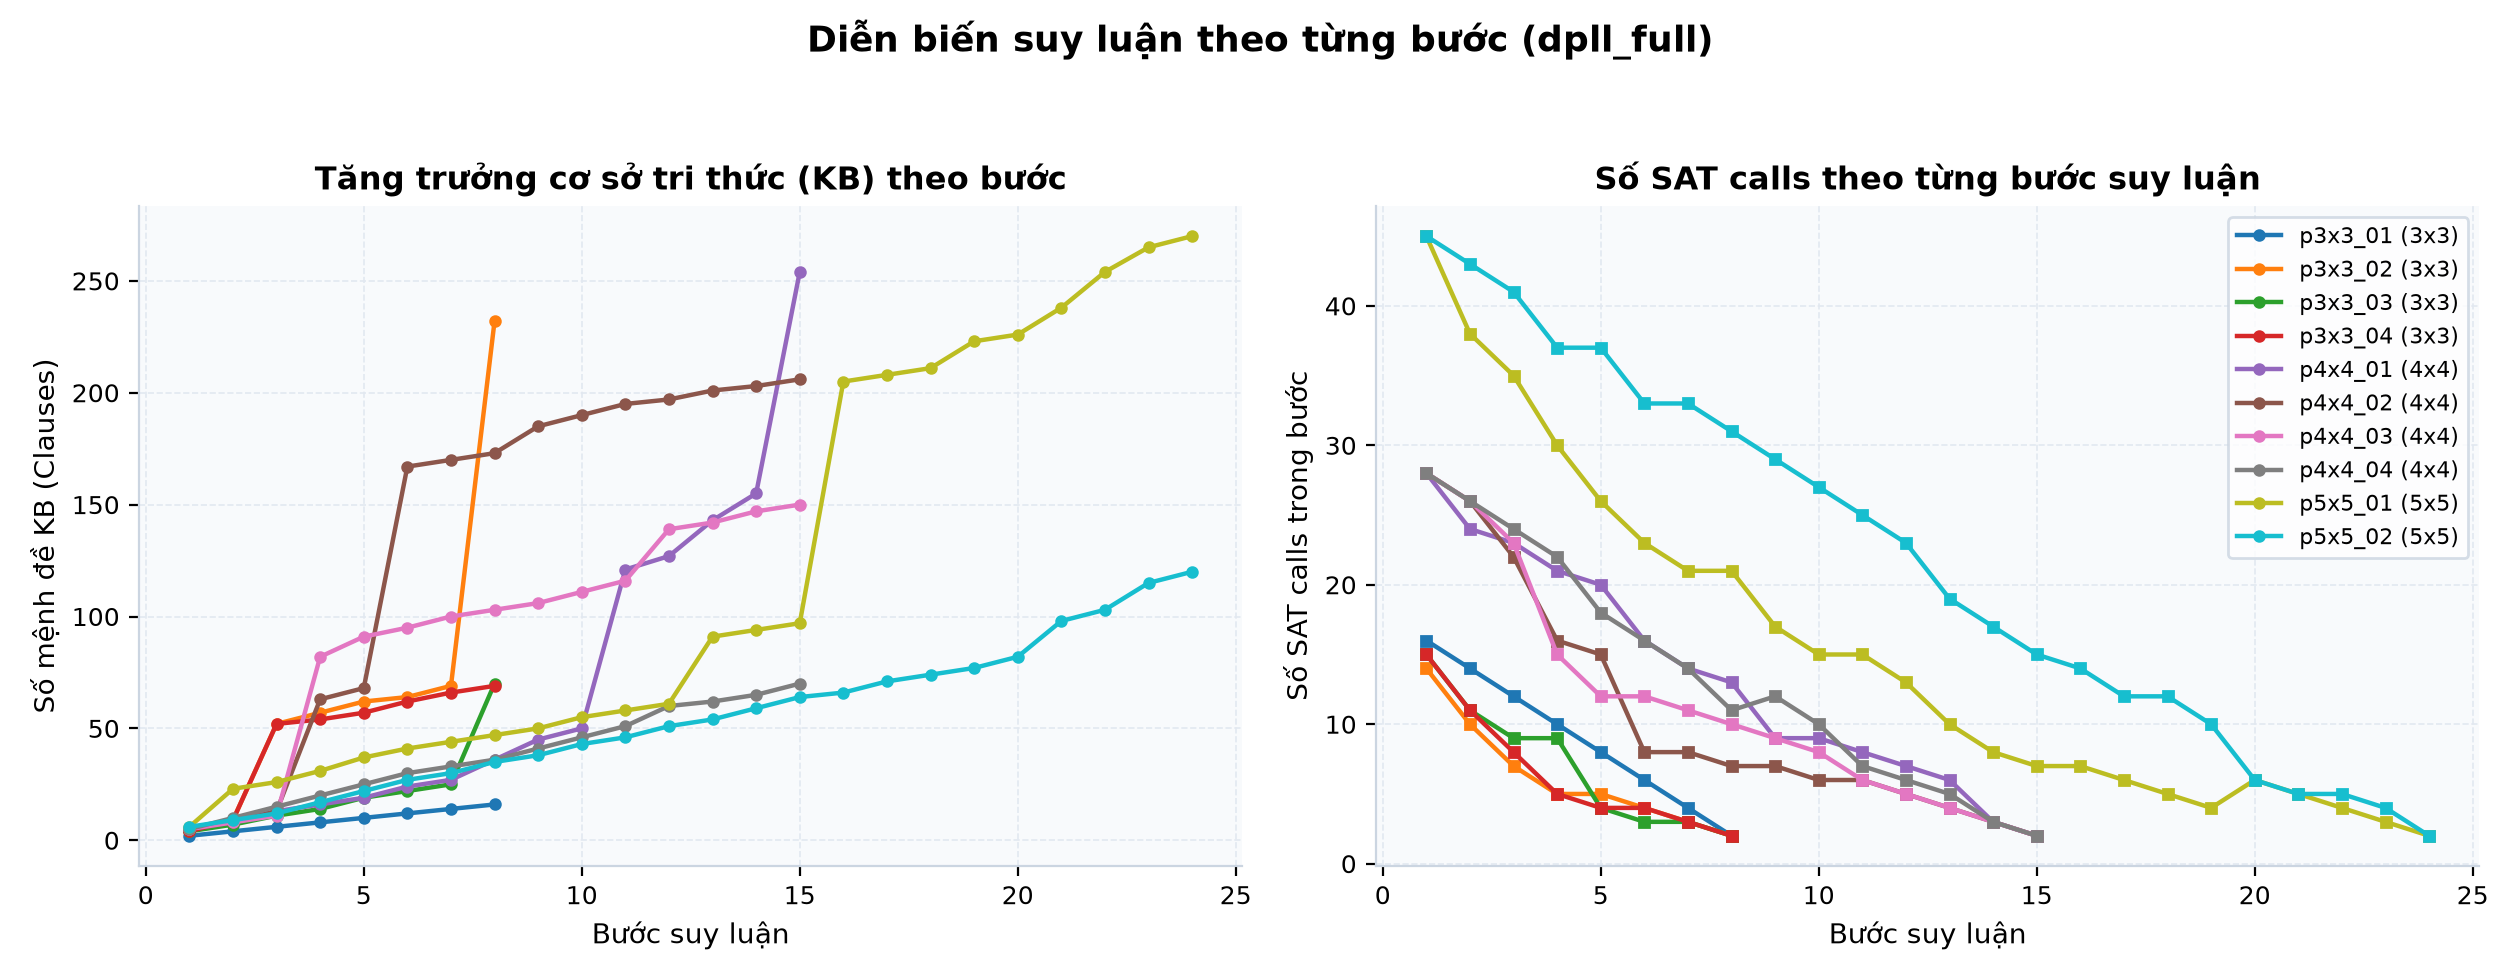 Diễn biến suy luận theo từng bước (dpll_full)
Tăng trưởng cơ sở tri thức (KB) theo bước
Số mệnh đề KB (Clauses)
250
200
150
100
50
0
0 5 10 15 20 25
Bước suy luận
Số SAT calls theo từng bước suy luận
Số SAT calls trong bước
40
30
20
10
0
0 5 10 15 20 25
Bước suy luận
p3x3_01 (3x3)
p3x3_02 (3x3)
p3x3_03 (3x3)
p3x3_04 (3x3)
p4x4_01 (4x4)
p4x4_02 (4x4)
p4x4_03 (4x4)
p4x4_04 (4x4)
p5x5_01 (5x5)
p5x5_02 (5x5)